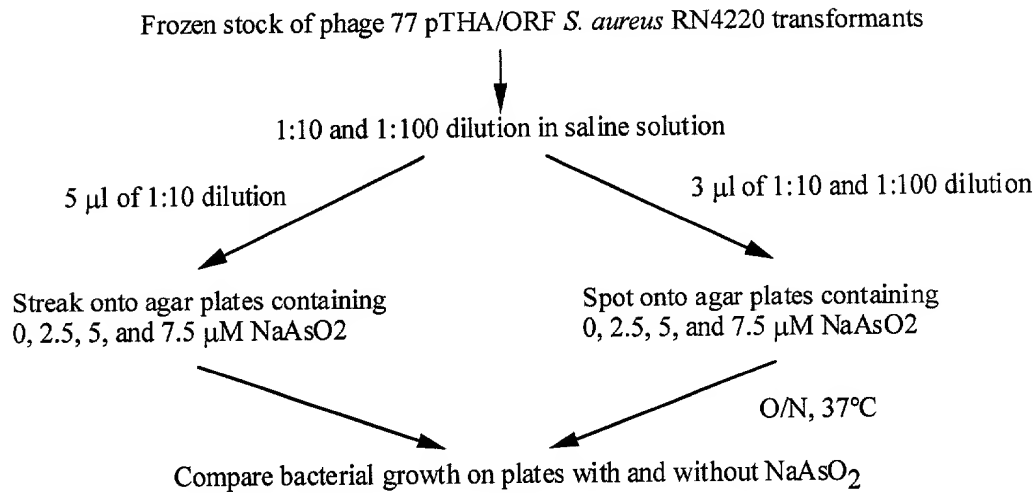 Frozen stock of phage 77 pTHA/ORF S. aureus RN4220 transformants
1:10 and 1:100 dilution in saline solution
5 µl of 1:10 dilution
3 µl of 1:10 and 1:100 dilution
Streak onto agar plates containing
0, 2.5, 5, and 7.5 µM NaAsO2
Spot onto agar plates containing
0, 2.5, 5, and 7.5 µM NaAsO2
O/N, 37°C
Compare bacterial growth on plates with and without NaAsO₂